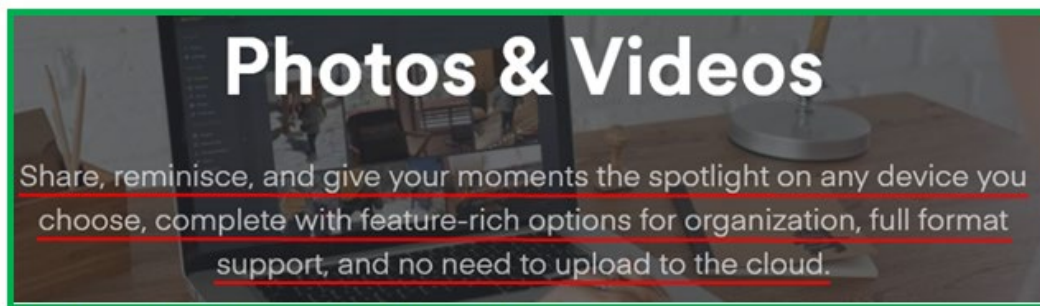 Photos & Videos
Share, reminisce, and give your moments the spotlight on any device you
choose, complete with feature-rich options for organization, full format
support, and no need to upload to the cloud.